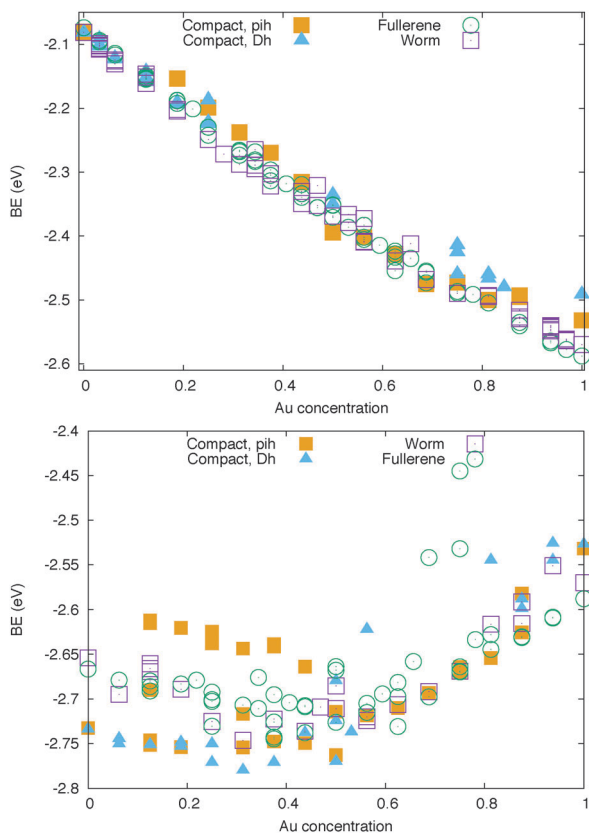 Compact, pih Fullerene
Compact, Dh Worm
-2.1
-2.2
-2.3
-2.4
-2.5
-2.6
BE (eV)
0 0.2 0.4 0.6 0.8 1
Au concentration
Compact, pih Worm
Compact, Dh Fullerene
-2.4
-2.45
-2.5
-2.55
-2.6
-2.65
-2.7
-2.75
-2.8
BE (eV)
0 0.2 0.4 0.6 0.8 1
Au concentration